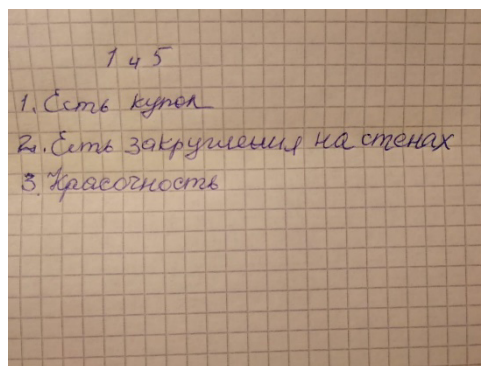 1 и 5
1. Есть купол
2. Есть закругления на стенах
3. Красочность